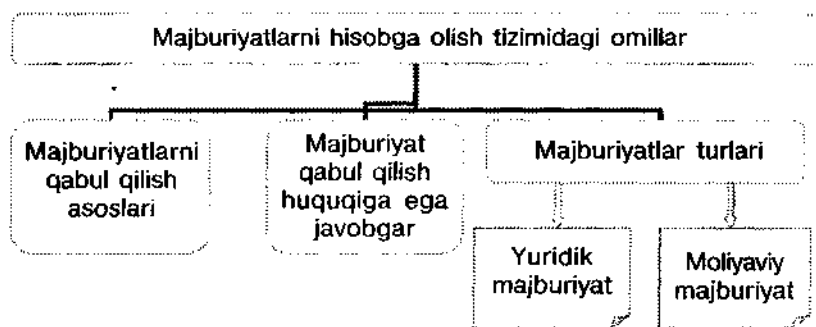 Majburiyatlarni hisobga olish tizimidagi omillar
Majburiyatlarni
qabul qilish
asoslari
Majburiyat
qabul qilish
huquqiga ega
javobgar
Majburiyatlar turlari
Yuridik
majburiyat
Moliyaviy
majburiyat